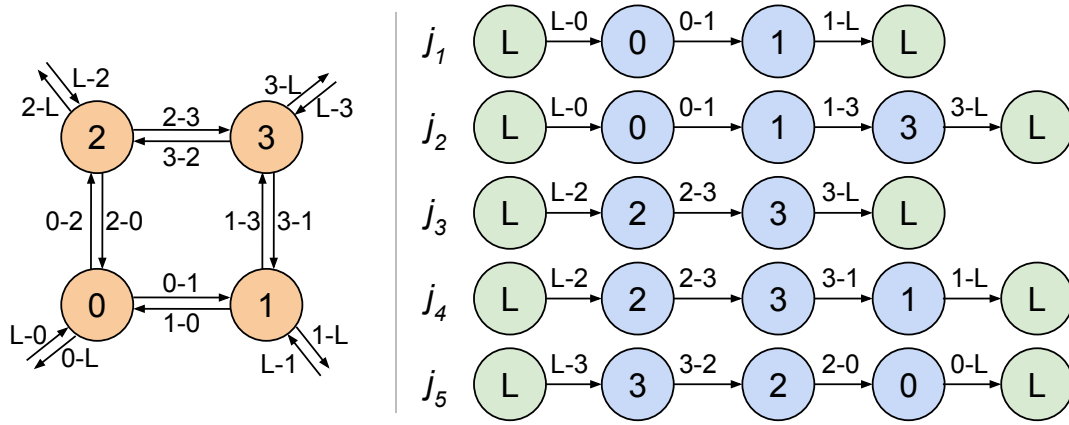 L-2
2-L
3-L
L-3
2
2-3
3-2
3
0-2
2-0
1-3
3-1
0
0-1
1-0
1
L-0
0-L
1-L
L-1
j1 L L-0 0 0-1 1 1-L L
j2 L L-0 0 0-1 1 1-3 3 3-L L
j3 L L-2 2 2-3 3 3-L L
j4 L L-2 2 2-3 3 3-1 1 1-L L
j5 L L-3 3 3-2 2 2-0 0 0-L L